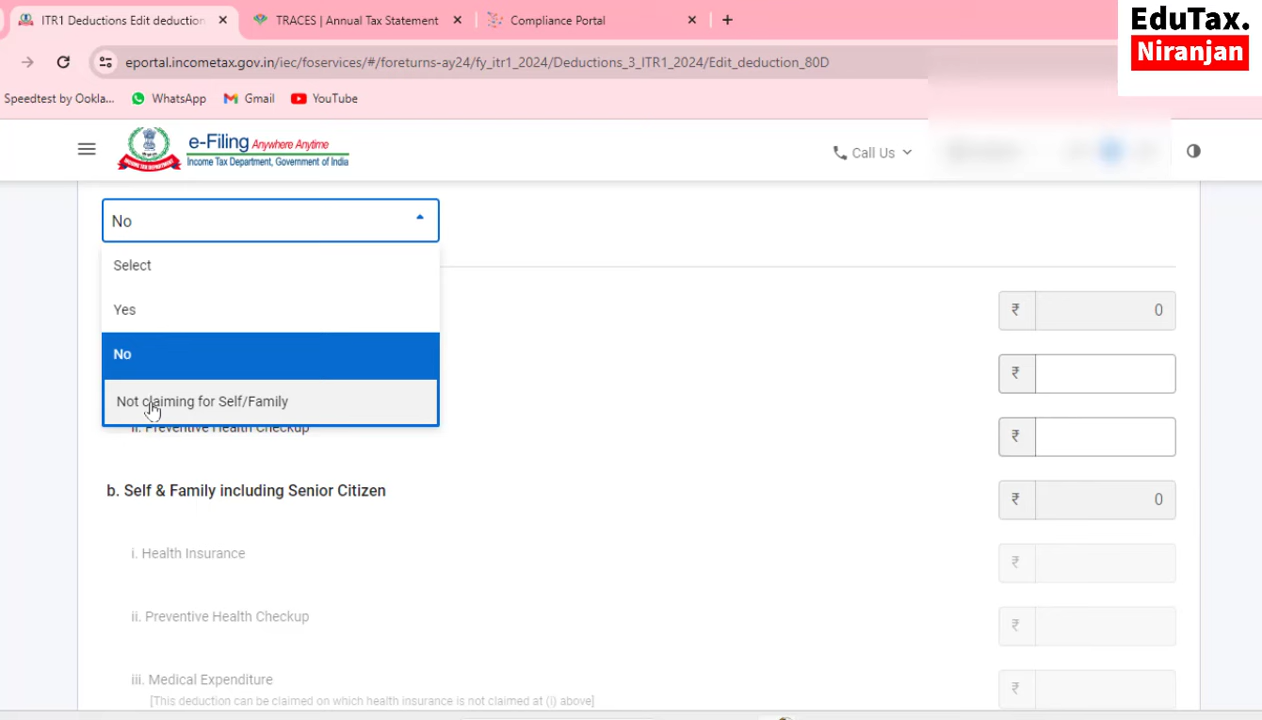 ITR1 Deductions Edit deduction
TRACES | Annual Tax Statement
Compliance Portal
EduTax.
Niranjan
eportal.incometax.gov.in/iec/foservices/#/foreturns-ay24/fy_itr1_2024/Deductions_3_ITR1_2024/Edit_deduction_80D
Speedtest by Ookla...
WhatsApp
Gmail
YouTube
e-Filing Anywhere Anytime
Income Tax Department, Government of India
Call Us
No
Select
Yes
₹ 0
No
₹
Not claiming for Self/Family
ii. Preventive Health Checkup
₹
b. Self & Family including Senior Citizen
₹ 0
i. Health Insurance
₹
ii. Preventive Health Checkup
₹
iii. Medical Expenditure
₹
[This deduction can be claimed on which health insurance is not claimed at (i) above]